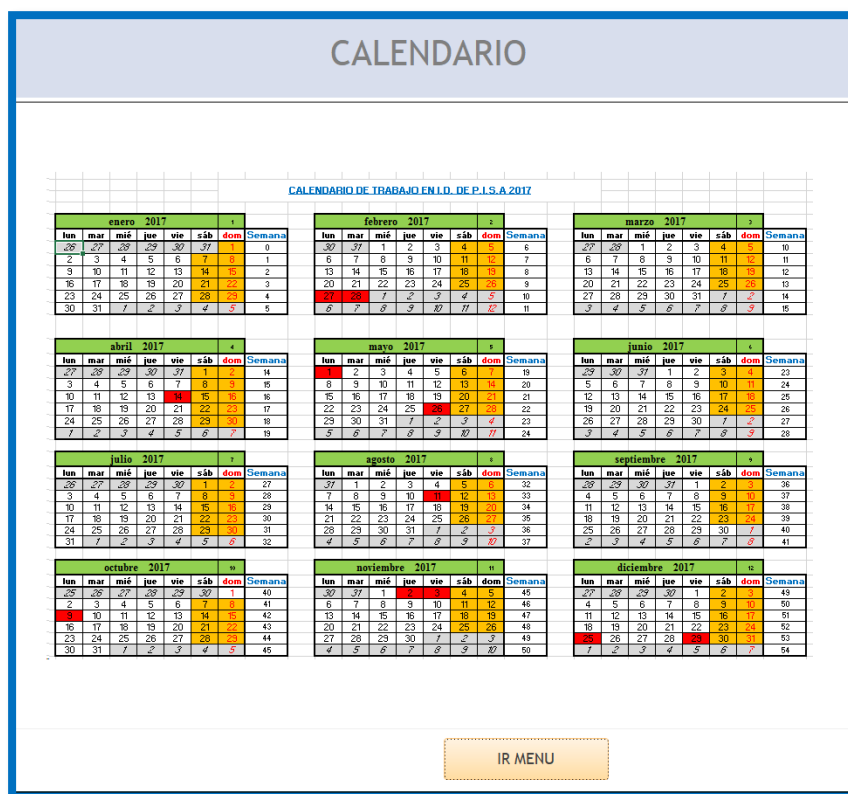 CALENDARIO
CALENDARIO DE TRABAJO EN I.D. DE P.I.S.A 2017
enero 2017 1
lun mar mié jue vie sáb dom Semana
26 27 28 29 30 31 1 0
2 3 4 5 6 7 8 1
9 10 11 12 13 14 15 2
16 17 18 19 20 21 22 3
23 24 25 26 27 28 29 4
30 31 1 2 3 4 5 5
febrero 2017 2
lun mar mié jue vie sáb dom Semana
30 31 1 2 3 4 5 6
6 7 8 9 10 11 12 7
13 14 15 16 17 18 19 8
20 21 22 23 24 25 26 9
27 28 1 2 3 4 5 10
6 7 8 9 10 11 12 11
marzo 2017 3
lun mar mié jue vie sáb dom Semana
27 28 1 2 3 4 5 10
6 7 8 9 10 11 12 11
13 14 15 16 17 18 19 12
20 21 22 23 24 25 26 13
27 28 29 30 31 1 2 14
3 4 5 6 7 8 9 15
abril 2017 4
lun mar mié jue vie sáb dom Semana
27 28 29 30 31 1 2 14
3 4 5 6 7 8 9 15
10 11 12 13 14 15 16 16
17 18 19 20 21 22 23 17
24 25 26 27 28 29 30 18
1 2 3 4 5 6 7 19
mayo 2017 5
lun mar mié jue vie sáb dom Semana
1 2 3 4 5 6 7 19
8 9 10 11 12 13 14 20
15 16 17 18 19 20 21 21
22 23 24 25 26 27 28 22
29 30 31 1 2 3 4 23
5 6 7 8 9 10 11 24
junio 2017 6
lun mar mié jue vie sáb dom Semana
29 30 31 1 2 3 4 23
5 6 7 8 9 10 11 24
12 13 14 15 16 17 18 25
19 20 21 22 23 24 25 26
26 27 28 29 30 1 2 27
3 4 5 6 7 8 9 28
julio 2017 7
lun mar mié jue vie sáb dom Semana
26 27 28 29 30 1 2 27
3 4 5 6 7 8 9 28
10 11 12 13 14 15 16 29
17 18 19 20 21 22 23 30
24 25 26 27 28 29 30 31
31 1 2 3 4 5 6 32
agosto 2017 8
lun mar mié jue vie sáb dom Semana
31 1 2 3 4 5 6 32
7 8 9 10 11 12 13 33
14 15 16 17 18 19 20 34
21 22 23 24 25 26 27 35
28 29 30 31 1 2 3 36
4 5 6 7 8 9 10 37
septiembre 2017 9
lun mar mié jue vie sáb dom Semana
28 29 30 31 1 2 3 36
4 5 6 7 8 9 10 37
11 12 13 14 15 16 17 38
18 19 20 21 22 23 24 39
25 26 27 28 29 30 1 40
2 3 4 5 6 7 8 41
octubre 2017 10
lun mar mié jue vie sáb dom Semana
25 26 27 28 29 30 1 40
2 3 4 5 6 7 8 41
9 10 11 12 13 14 15 42
16 17 18 19 20 21 22 43
23 24 25 26 27 28 29 44
30 31 1 2 3 4 5 45
noviembre 2017 11
lun mar mié jue vie sáb dom Semana
30 31 1 2 3 4 5 45
6 7 8 9 10 11 12 46
13 14 15 16 17 18 19 47
20 21 22 23 24 25 26 48
27 28 29 30 1 2 3 49
4 5 6 7 8 9 10 50
diciembre 2017 12
lun mar mié jue vie sáb dom Semana
27 28 29 30 1 2 3 49
4 5 6 7 8 9 10 50
11 12 13 14 15 16 17 51
18 19 20 21 22 23 24 52
25 26 27 28 29 30 31 53
1 2 3 4 5 6 7 54
IR MENU